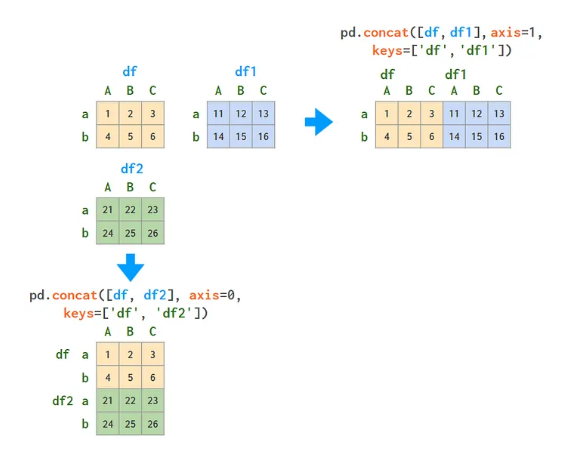 pd.concat([df, df1], axis=1,
keys=['df', 'df1'])
df df1
A B C A B C
a 1 2 3 a 11 12 13
b 4 5 6 b 14 15 16
df df1
A B C A B C
a 1 2 3 11 12 13
b 4 5 6 14 15 16
df2
A B C
a 21 22 23
b 24 25 26
pd.concat([df, df2], axis=0,
keys=['df', 'df2'])
A B C
df a 1 2 3
b 4 5 6
df2 a 21 22 23
b 24 25 26